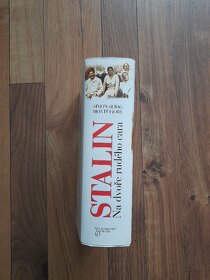 SIMON SEBAG
MONTEFIORE
STALIN
Na dvoře rudého cara